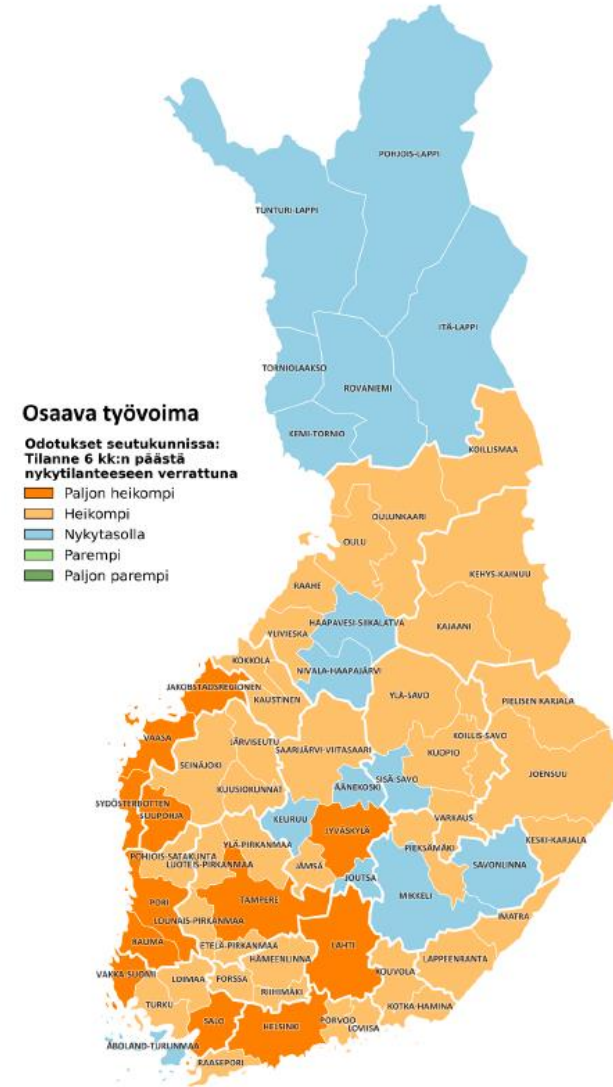 POHJOIS-LAPPI
TUNTURI-LAPPI
ITÄ-LAPPI
TORNIOLAAKSO
ROVANIEMI
KEMI-TORNIO
Osaava työvoima
Odotukset seutukunnissa:
Tilanne 6 kk:n päästä
nykytilanteeseen verrattuna
Paljon heikompi
Heikompi
Nykytasolla
Parempi
Paljon parempi
KOILLISMAA
OULUNKAARI
OULU
KEHYS-KAINUU
RAAHE
HAAPAVESI-SIIKALATVA
KAJAANI
YLIVIESKA
KOKKOLA
NIVALA-HAAPAJÄRVI
JAKOBSTADSREGIONEN
KAUSTINEN
YLÄ-SAVO
PIELISEN KARJALA
VAASA
JÄRVISEUTU
SAARIJÄRVI-VIITASAARI
KOILLIS-SAVO
KUOPIO
SEINÄJOKI
JOENSUU
SISÄ-SAVO
ÄÄNEKOSKI
SYDÖSTERBOTTEN
KUUSIOKUNNAT
SUUPOHJA
KEURUU
JYVÄSKYLÄ
VARKAUS
KESKI-KARJALA
YLÄ-PIRKANMAA
PIEKSÄMÄKI
POHJOIS-SATAKUNTA
LUOTEIS-PIRKANMAA
JÄMSÄ
JOUTSA
SAVONLINNA
MIKKELI
PORI
TAMPERE
IMATRA
LOUNAIS-PIRKANMAA
RAUMA
ETELÄ-PIRKANMAA
LAHTI
HÄMEENLINNA
LAPPEENRANTA
VAKKA-SUOMI
LOIMAA
FORSSA
KOUVOLA
RIIHIMÄKI
TURKU
KOTKA-HAMINA
PORVOO
SALO
HELSINKI
LOVIISA
ÅBOLAND-TURUNMAA
RAASEPORI